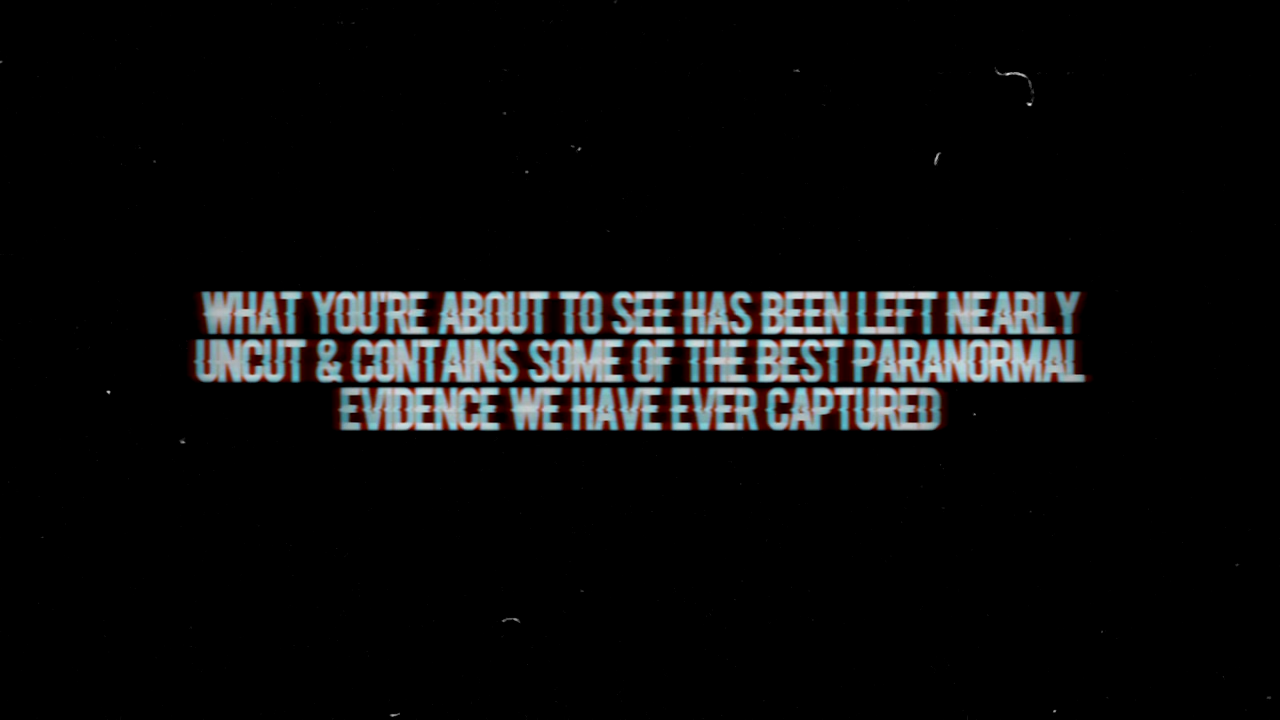 WHAT YOU'RE ABOUT TO SEE HAS BEEN LEFT NEARLY
UNCUT & CONTAINS SOME OF THE BEST PARANORMAL
EVIDENCE WE HAVE EVER CAPTURED